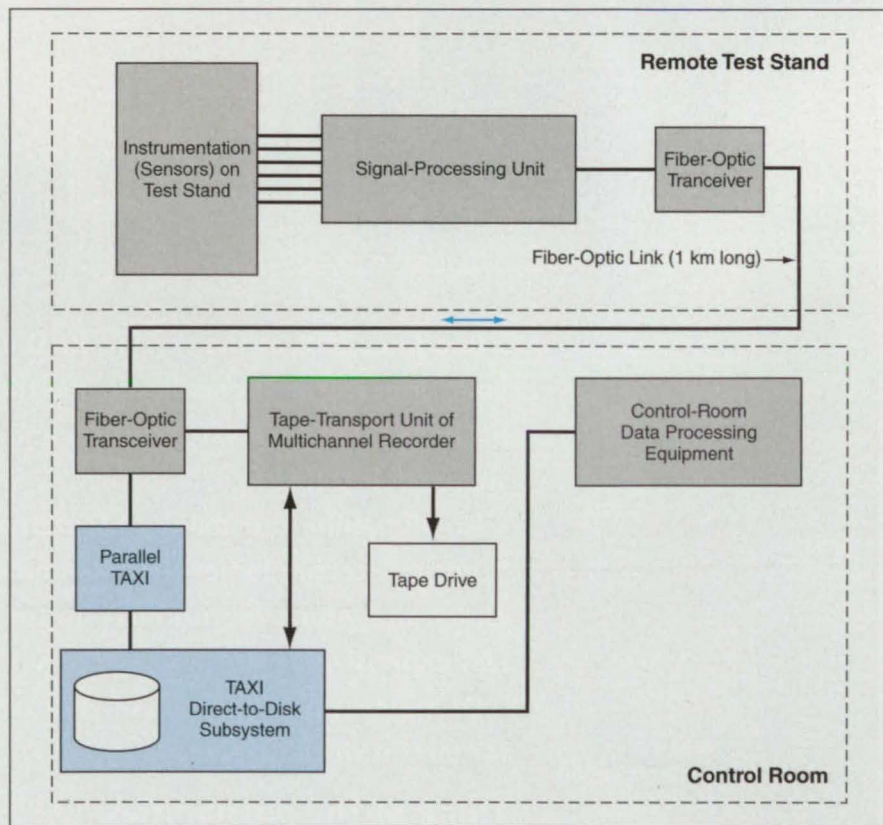 Remote Test Stand
Instrumentation
(Sensors) on
Test Stand
Signal-Processing Unit
Fiber-Optic
Tranceiver
Fiber-Optic Link (1 km long)
Fiber-Optic
Transceiver
Tape-Transport Unit of
Multichannel Recorder
Control-Room
Data Processing
Equipment
Parallel
TAXI
Tape Drive
TAXI
Direct-to-Disk
Subsystem
Control Room